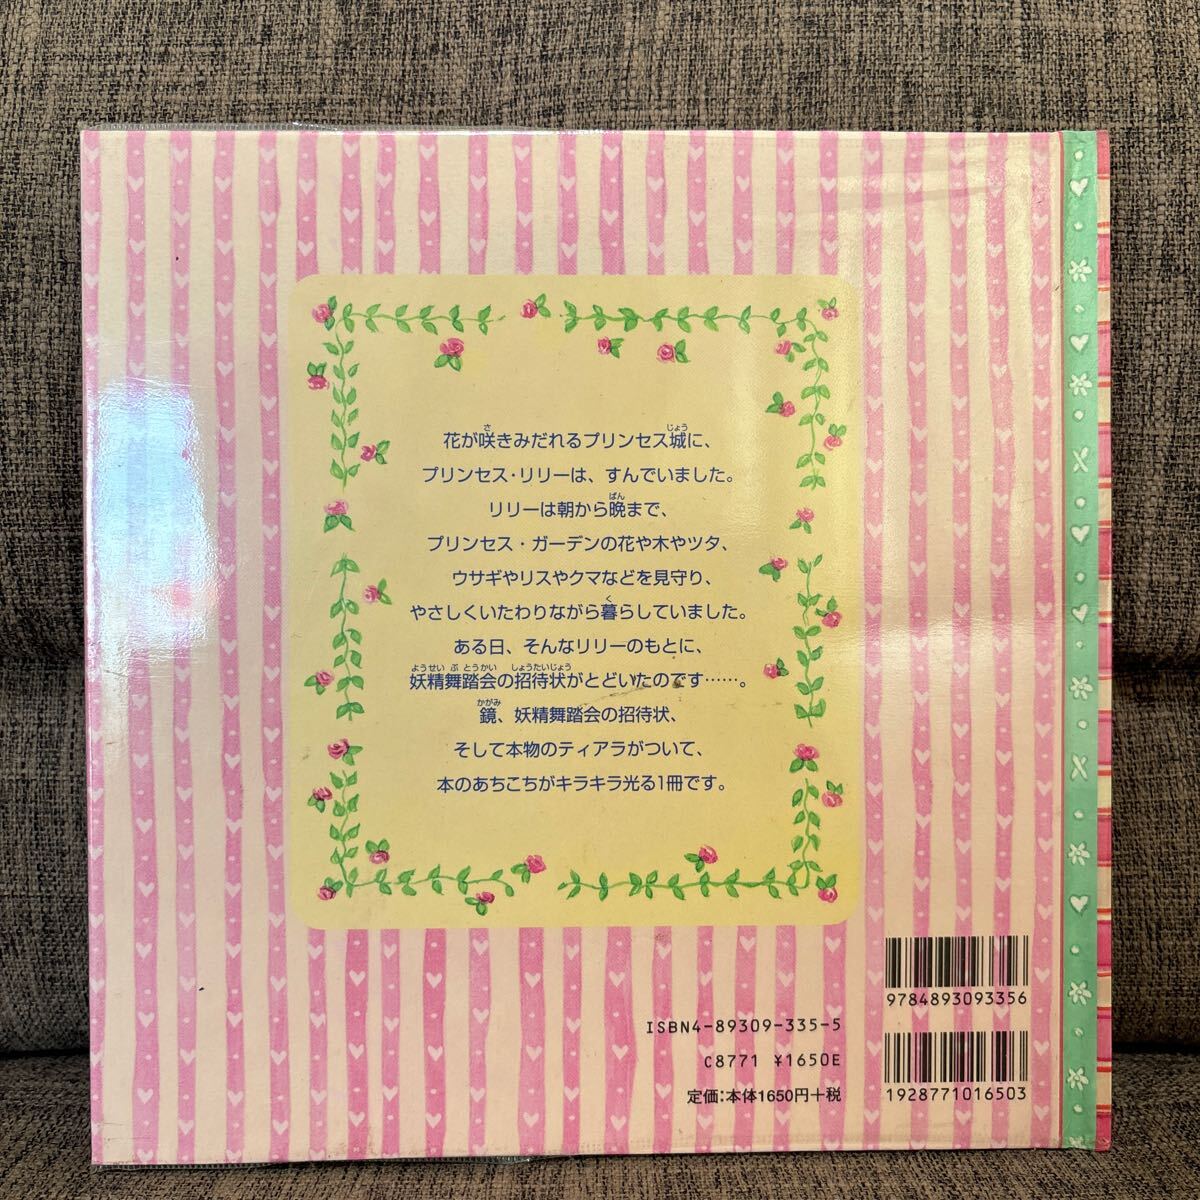 花が咲きみだれるプリンセス城に、
プリンセス・リリーは、すんでいました。
リリーは朝から晩まで、
プリンセス・ガーデンの花や木やツタ、
ウサギやリスやクマなどを見守り、
やさしくいたわりながら暮らしていました。
ある日、そんなリリーのもとに、
妖精舞踏会の招待状がとどいたのです……。
鏡、妖精舞踏会の招待状、
そして本物のティアラがついて、
本のあちこちがキラキラ光る1冊です。
9784893093356
ISBN4-89309-335-5
C8771 ¥1650E
定価:本体1650円+税
1928771016503